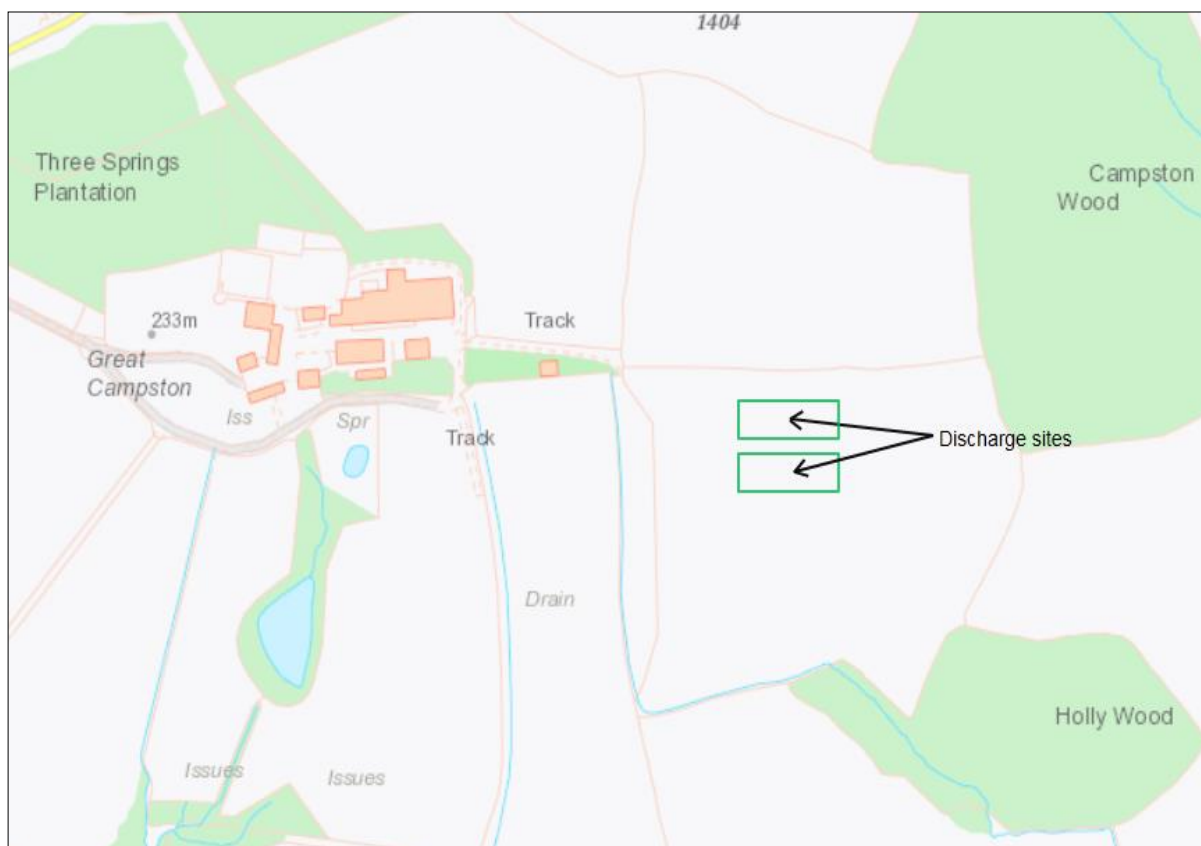 1404
Three Springs
Plantation
Campston
Wood
Track
233m
Great
Campston
Iss
Spr
Track
Discharge sites
Drain
Holly Wood
Issues
Issues